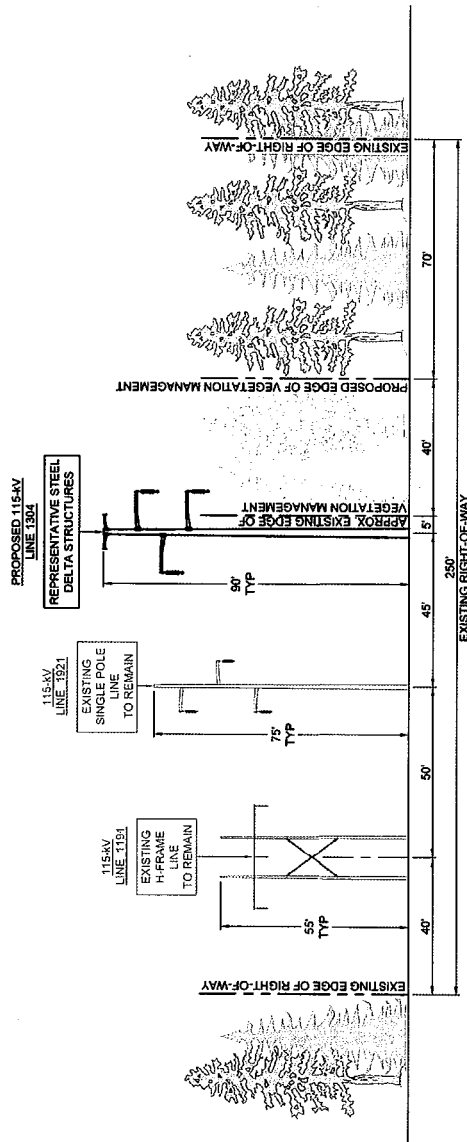 PROPOSED 115-kV
LINE 1304
REPRESENTATIVE STEEL
DELTA STRUCTURES
115-kV
LINE 1921
EXISTING
SINGLE POLE
LINE
TO REMAIN
115-kV
LINE 1191
EXISTING
H-FRAME
LINE
TO REMAIN
EXISTING EDGE OF RIGHT-OF-WAY
55'
TYP
75'
TYP
90'
TYP
APPROX. EXISTING EDGE OF
VEGETATION MANAGEMENT
PROPOSED EDGE OF VEGETATION MANAGEMENT
EXISTING EDGE OF RIGHT-OF-WAY
40'
50'
45'
5'
40'
70'
250'
EXISTING RIGHT-OF-WAY